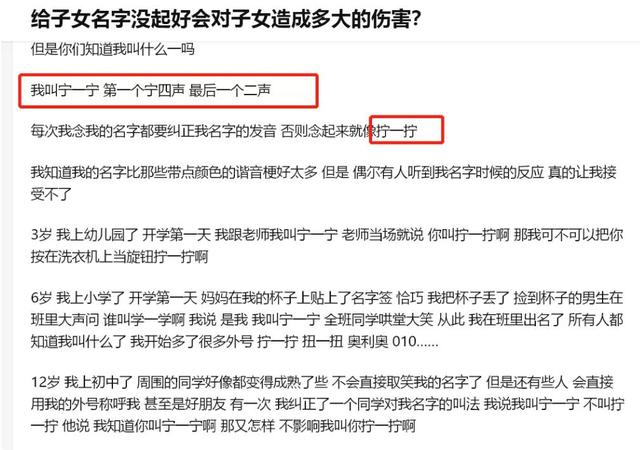 给子女名字没起好会对子女造成多大的伤害?
但是你们知道我叫什么一吗
我叫宁一宁 第一个宁四声 最后一个二声
每次我念我的名字都要纠正我名字的发音 否则念起来就像拧一拧
我知道我的名字比那些带点颜色的谐音梗好太多 但是 偶尔有人听到我名字时候的反应 真的让我接
受不了
3岁 我上幼儿园了 开学第一天 我跟老师我叫宁一宁 老师当场就说 你叫拧一拧啊 那我可不可以把你
按在洗衣机上当旋钮拧一拧啊
6岁 我上小学了 开学第一天 妈妈在我的杯子上贴上了名字签 恰巧 我把杯子丢了 捡到杯子的男生在
班里大声问 谁叫学一学啊 我说 是我 我叫宁一宁 全班同学哄堂大笑 从此 我在班里出名了 所有人都
知道我叫什么了 我开始多了很多外号 拧一拧 扭一扭 奥利奥 010......
12岁 我上初中了 周围的同学好像都变得成熟了些 不会直接取笑我的名字了 但是还有些人 会直接
用我的外号称呼我 甚至是好朋友 有一次 我纠正了一个同学对我名字的叫法 我说我叫宁一宁 不叫拧
一拧 他说 我知道你叫宁一宁啊 那又怎样 不影响我叫你拧一拧啊